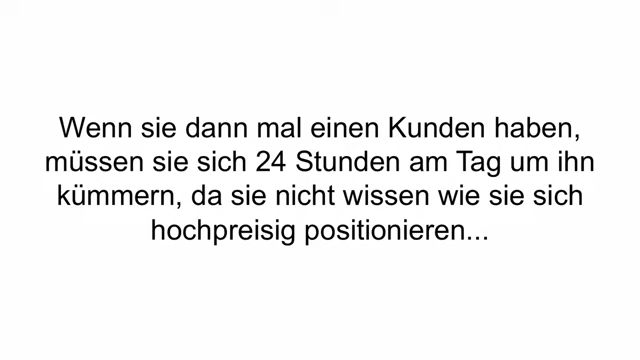 Wenn sie dann mal einen Kunden haben,
müssen sie sich 24 Stunden am Tag um ihn
kümmern, da sie nicht wissen wie sie sich
hochpreisig positionieren...